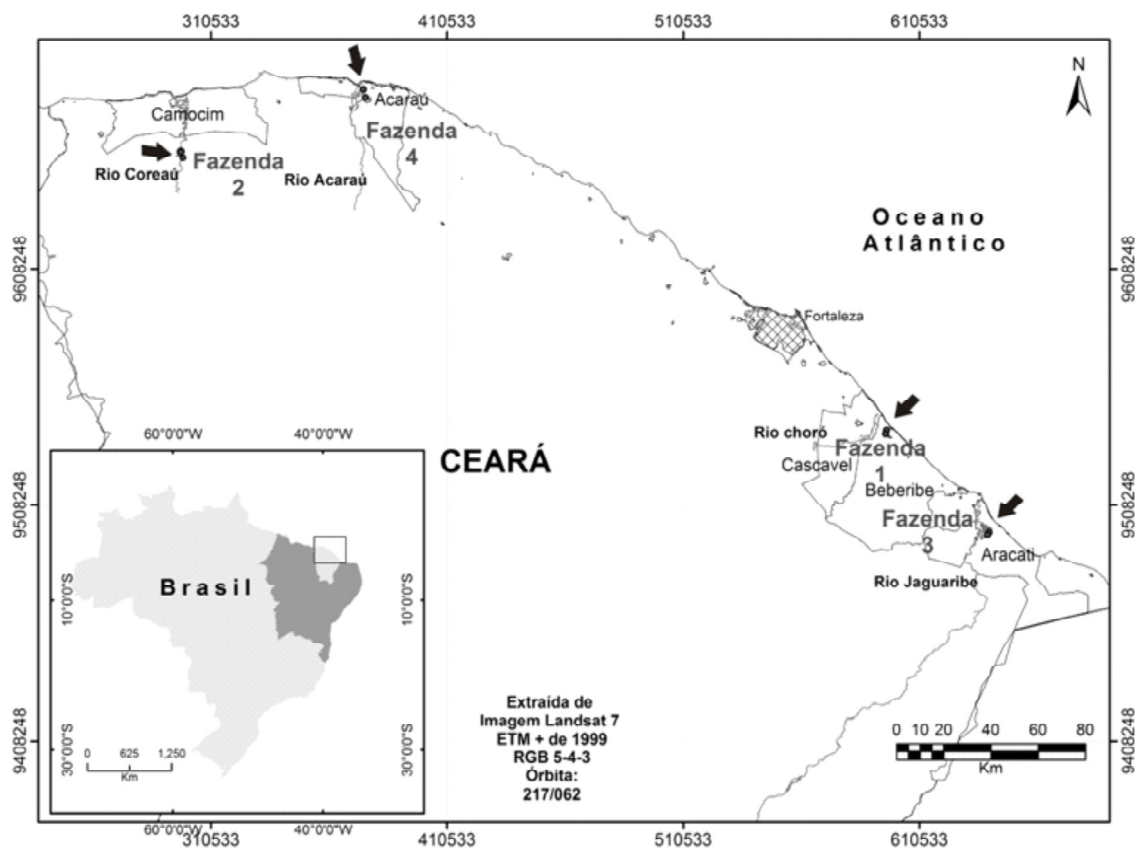 310533
410533
510533
610533
N
Acaraú
Camocim
Fazenda
4
Fazenda
2
Rio Coreaú
Rio Acaraú
Oceano
Atlântico
9608248
9608248
Fortaleza
Rio choró
Fazenda
1
Cascavel
Beberibe
CEARÁ
9508248
9508248
Fazenda
3
Aracati
Rio Jaguaribe
60°0'0"W
40°0'0"W
Brasil
10°0'0"S
10°0'0"S
30°0'0"S
30°0'0"S
0 625 1,250
Km
60°0'0"W
40°0'0"W
Extraída de
Imagem Landsat 7
ETM + de 1999
RGB 5-4-3
Órbita:
217/062
0 10 20 40 60 80
Km
9408248
9408248
310533
410533
510533
610533